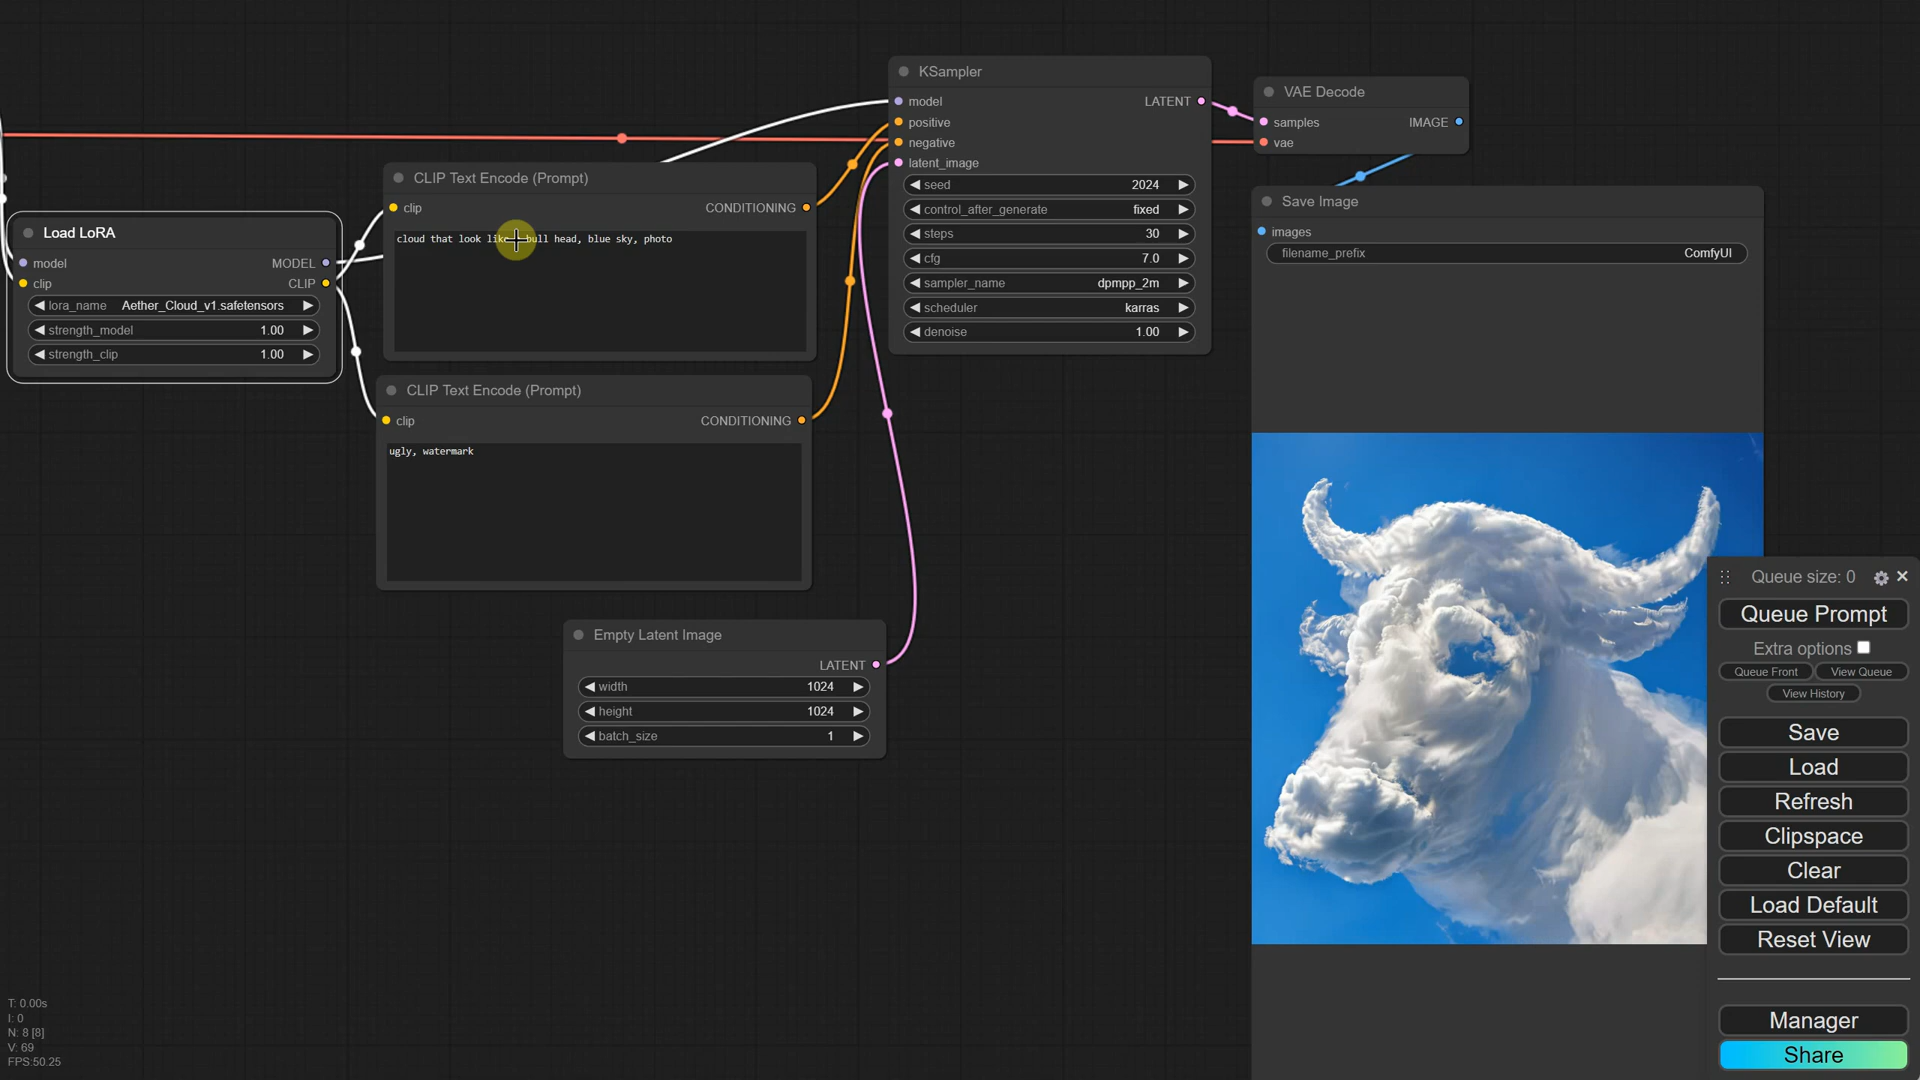 Load LoRA
model
MODEL
clip
CLIP
lora_name Aether_Cloud_v1.safetensors
strength_model 1.00
strength_clip 1.00
CLIP Text Encode (Prompt)
clip
CONDITIONING
cloud that look like bull head, blue sky, photo
CLIP Text Encode (Prompt)
clip
CONDITIONING
ugly, watermark
Empty Latent Image
LATENT
width 1024
height 1024
batch_size 1
KSampler
model
LATENT
positive
negative
latent_image
seed 2024
control_after_generate fixed
steps 30
cfg 7.0
sampler_name dpmpp_2m
scheduler karras
denoise 1.00
VAE Decode
samples
IMAGE
vae
Save Image
images
filename_prefix ComfyUI
Queue size: 0
Queue Prompt
Extra options
Queue Front
View Queue
View History
Save
Load
Refresh
Clipspace
Clear
Load Default
Reset View
Manager
Share
T: 0.00s
I: 0
N: 8 [8]
V: 69
FPS:50.25